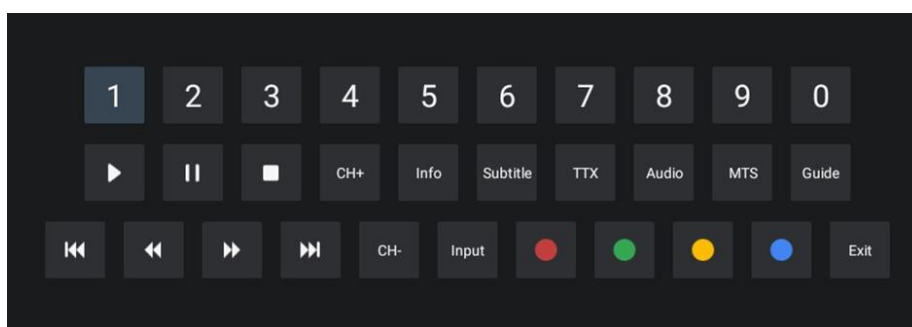 1 2 3 4 5 6 7 8 9 0
CH+ Info Subtitle TTX Audio MTS Guide
CH- Input Exit